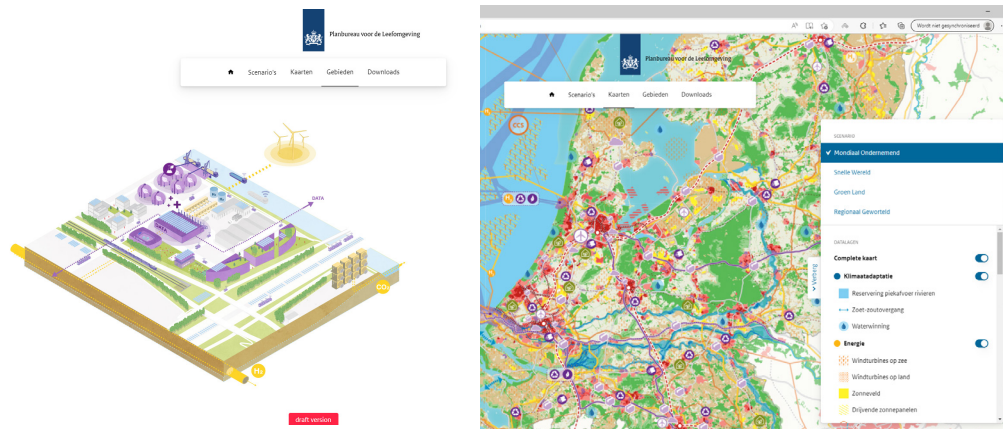 Planbureau voor de Leefomgeving
Scenario's Kaarten Gebieden Downloads
DATA
DATA
CO₂
H₂
draft version
Wordt niet gesynchroniseerd
Planbureau voor de Leefomgeving
Scenario's Kaarten Gebieden Downloads
CCS
SCENARIO
Mondiaal Ondernemend
Snelle Wereld
Groen Land
Regionaal Geworteld
DATALAGEN
Complete kaart
Klimaatadaptatie
Reservering piekafvoer rivieren
Zoet-zoutovergang
Waterwinning
Energie
Windturbines op zee
Windturbines op land
Zonneveld
Drijvende zonnepanelen
Verberg